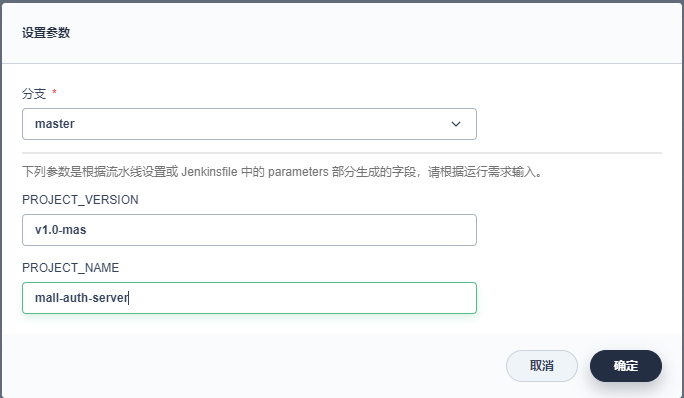 设置参数
分支 *
master
下列参数是根据流水线设置或 Jenkinsfile 中的 parameters 部分生成的字段，请根据运行需求输入。
PROJECT_VERSION
v1.0-mas
PROJECT_NAME
mall-auth-server
取消 确定